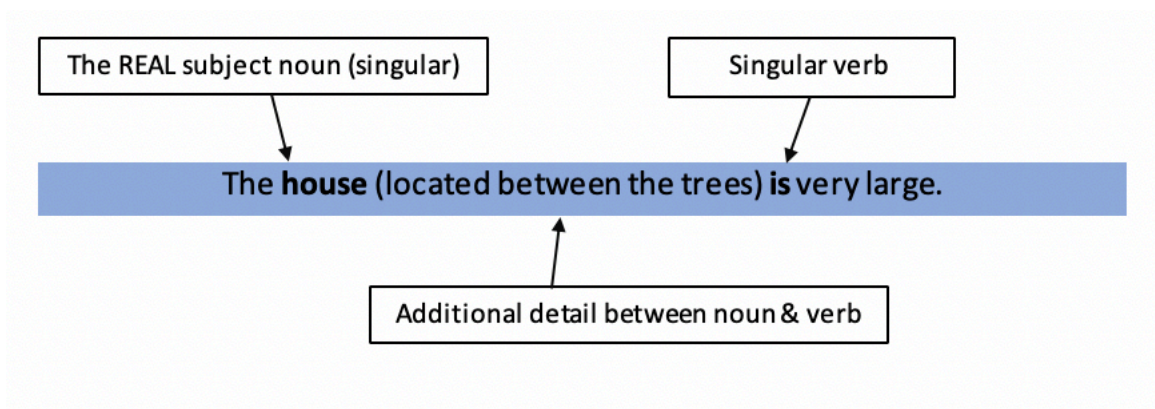 The REAL subject noun (singular)
Singular verb
The house (located between the trees) is very large.
Additional detail between noun & verb